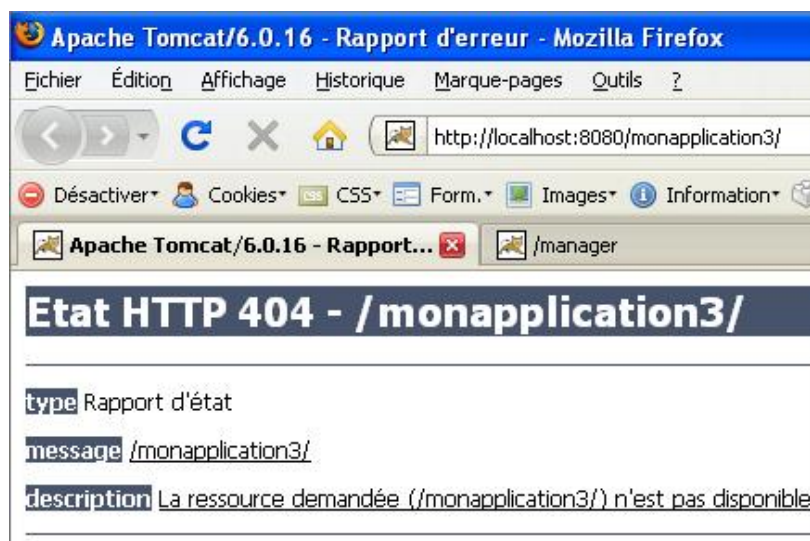 Apache Tomcat/6.0.16 - Rapport d'erreur - Mozilla Firefox
Fichier Édition Affichage Historique Marque-pages Outils ?
http://localhost:8080/monapplication3/
Désactiver Cookies CSS Form. Images Information
Apache Tomcat/6.0.16 - Rapport... /manager
Etat HTTP 404 - /monapplication3/
type Rapport d'état
message /monapplication3/
description La ressource demandée (/monapplication3/) n'est pas disponible